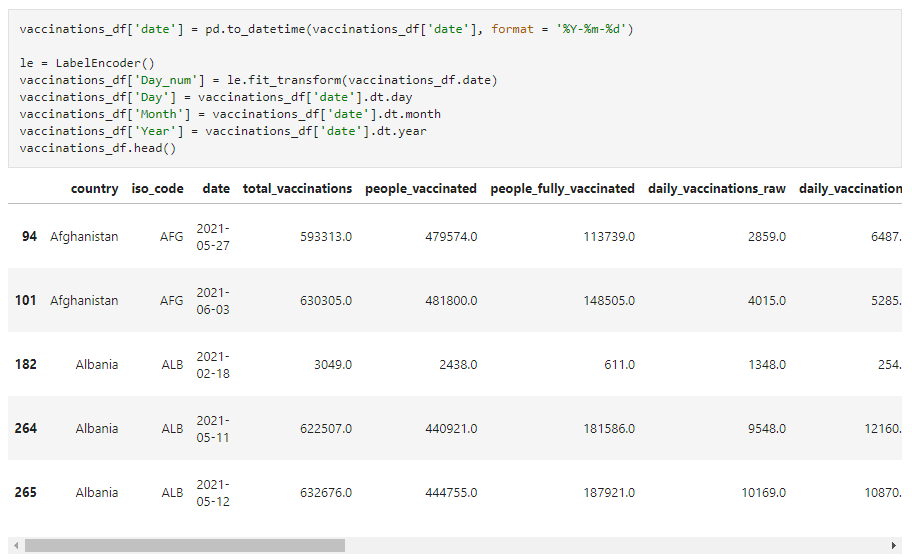 vaccinations_df['date'] = pd.to_datetime(vaccinations_df['date'], format = '%Y-%m-%d')
le = LabelEncoder()
vaccinations_df['Day_num'] = le.fit_transform(vaccinations_df.date)
vaccinations_df['Day'] = vaccinations_df['date'].dt.day
vaccinations_df['Month'] = vaccinations_df['date'].dt.month
vaccinations_df['Year'] = vaccinations_df['date'].dt.year
vaccinations_df.head()
country iso_code date total_vaccinations people_vaccinated people_fully_vaccinated daily_vaccinations_raw daily_vaccination
94 Afghanistan AFG 2021-05-27 593313.0 479574.0 113739.0 2859.0 6487.
101 Afghanistan AFG 2021-06-03 630305.0 481800.0 148505.0 4015.0 5285.
182 Albania ALB 2021-02-18 3049.0 2438.0 611.0 1348.0 254.
264 Albania ALB 2021-05-11 622507.0 440921.0 181586.0 9548.0 12160.
265 Albania ALB 2021-05-12 632676.0 444755.0 187921.0 10169.0 10870.